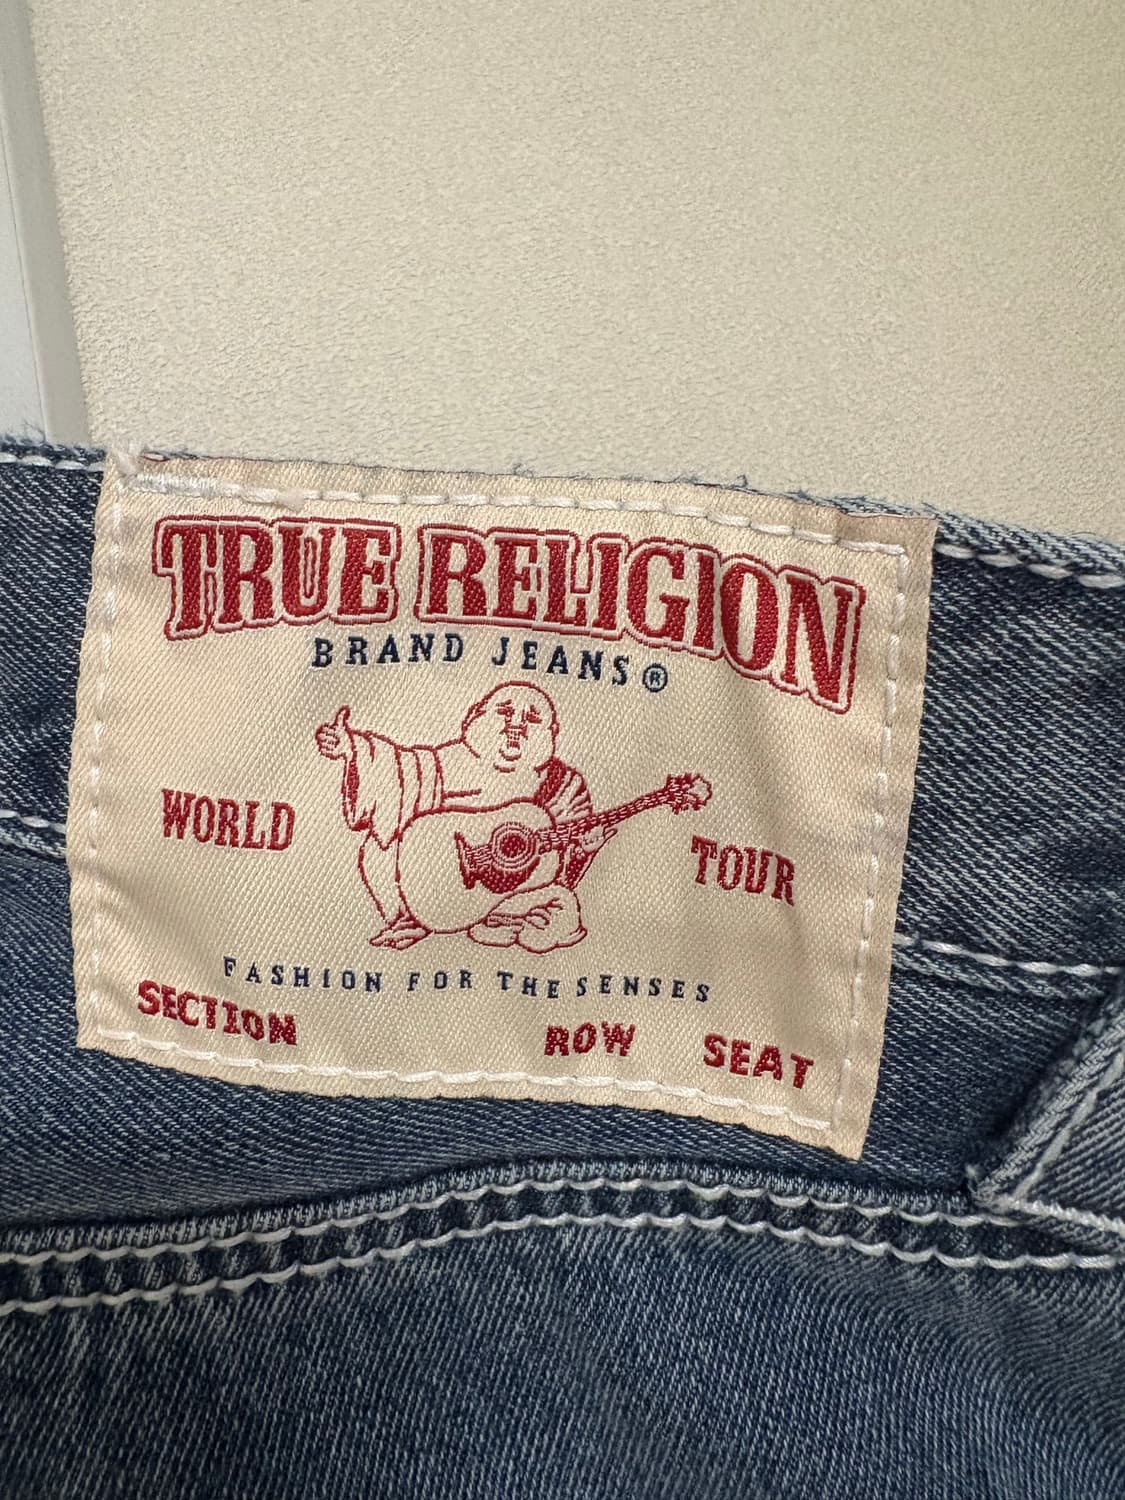 TRUE RELIGION
BRAND JEANS®
WORLD TOUR
FASHION FOR THE SENSES
SECTION ROW SEAT